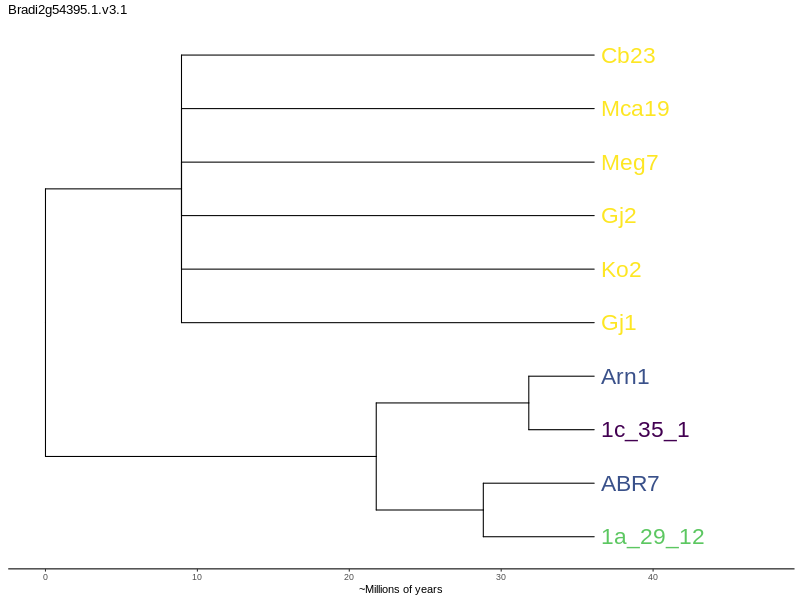 Bradi2g54395.1.v3.1
Cb23
Mca19
Meg7
Gj2
Ko2
Gj1
Arn1
1c_35_1
ABR7
1a_29_12
0 10 20 30 40
~Millions of years